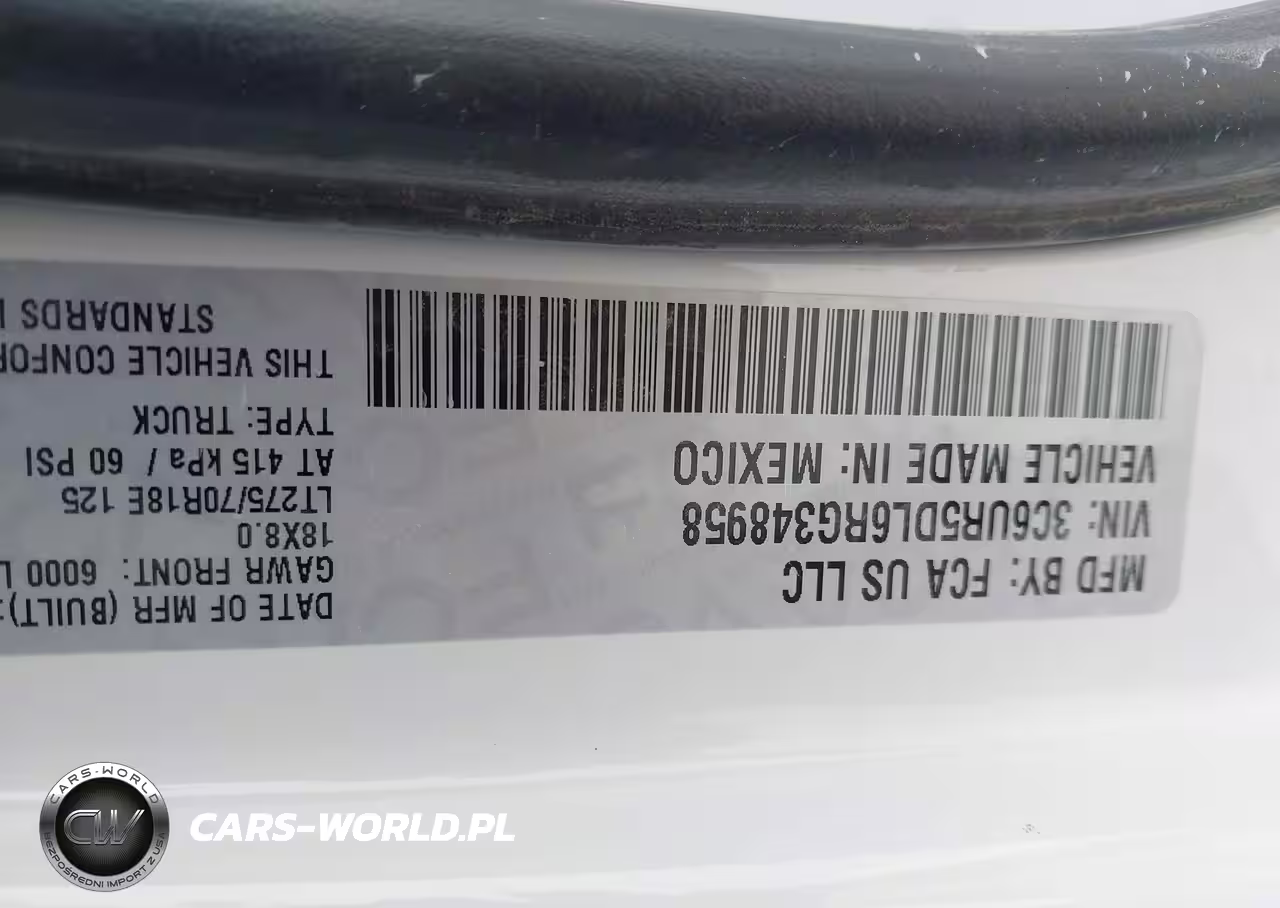 MFD BY: FCA US LLC
VIN: 3C6UR5DL6RG348958
VEHICLE MADE IN: MEXICO
DATE OF MFR (BUILT):
GAWR FRONT: 6000 L
18X8.0
LT275/70R18E 125
AT 415 kPa / 60 PSI
TYPE: TRUCK
THIS VEHICLE CONFOR
STANDARDS
CARS-WORLD
CW
BEZPOŚREDNI IMPORT Z USA
CARS-WORLD.PL